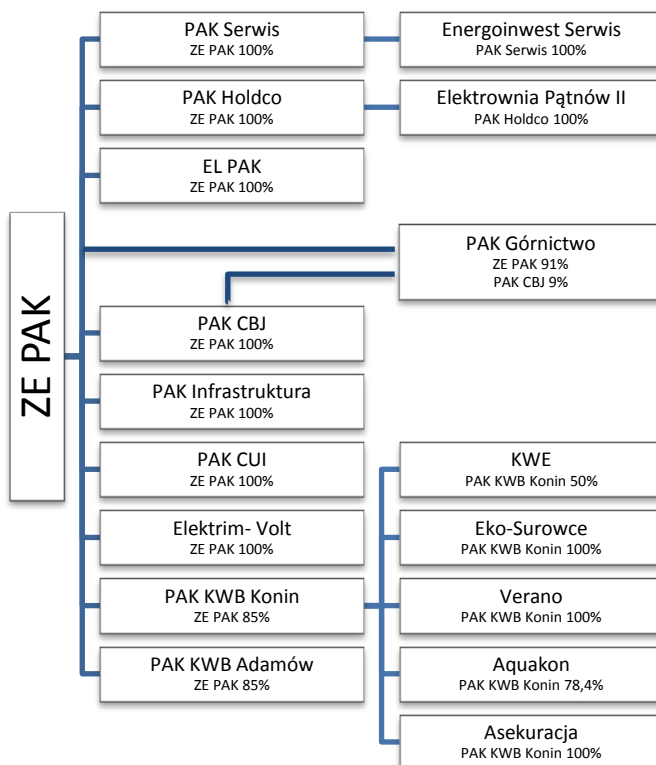 ZE PAK
PAK Serwis
ZE PAK 100%
Energoinwest Serwis
PAK Serwis 100%
PAK Holdco
ZE PAK 100%
Elektrownia Pątnów II
PAK Holdco 100%
EL PAK
ZE PAK 100%
PAK Górnictwo
ZE PAK 91%
PAK CBJ 9%
PAK CBJ
ZE PAK 100%
PAK Infrastruktura
ZE PAK 100%
PAK CUI
ZE PAK 100%
KWE
PAK KWB Konin 50%
Elektrim- Volt
ZE PAK 100%
Eko-Surowce
PAK KWB Konin 100%
PAK KWB Konin
ZE PAK 85%
Verano
PAK KWB Konin 100%
PAK KWB Adamów
ZE PAK 85%
Aquakon
PAK KWB Konin 78,4%
Asekuracja
PAK KWB Konin 100%